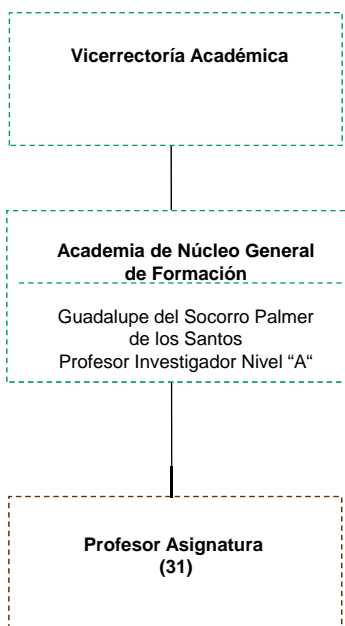 Vicerrectoría Académica
Academia de Núcleo General
de Formación
Guadalupe del Socorro Palmer
de los Santos
Profesor Investigador Nivel “A“
Profesor Asignatura
(31)